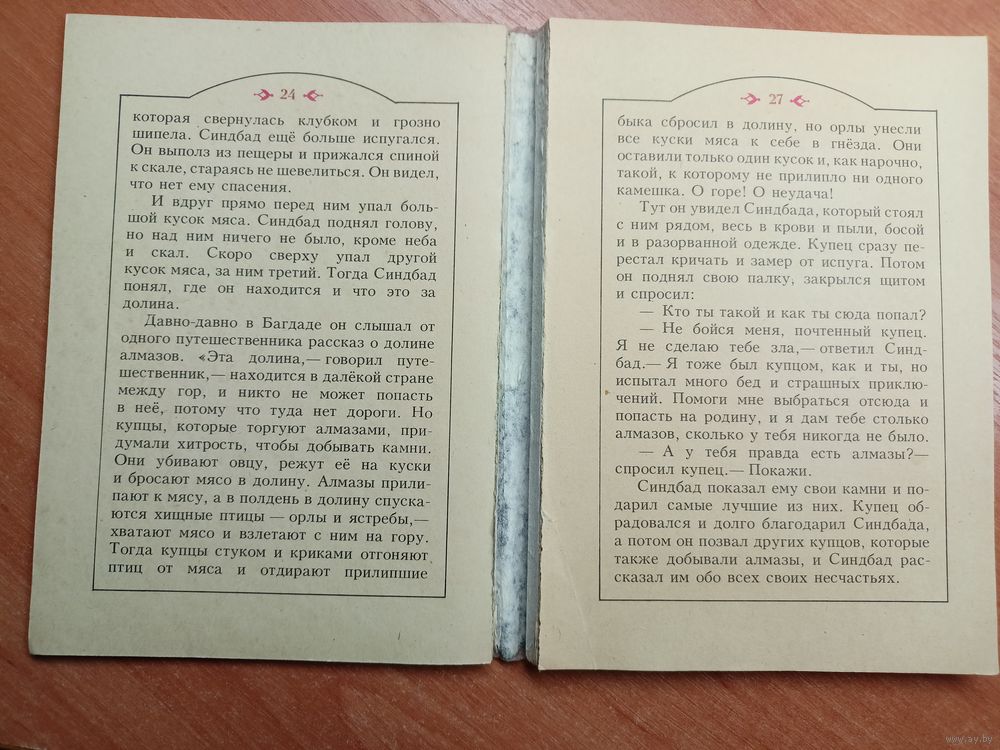 24
которая свернулась клубком и грозно
шипела. Синдбад ещё больше испугался.
Он выполз из пещеры и прижался спиной
к скале, стараясь не шевелиться. Он видел,
что нет ему спасения.
И вдруг прямо перед ним упал боль-
шой кусок мяса. Синдбад поднял голову,
но над ним ничего не было, кроме неба
и скал. Скоро сверху упал другой
кусок мяса, за ним третий. Тогда Синдбад
понял, где он находится и что это за
долина.
Давно-давно в Багдаде он слышал от
одного путешественника рассказ о долине
алмазов. «Эта долина,— говорил путе-
шественник,— находится в далёкой стране
между гор, и никто не может попасть
в неё, потому что туда нет дороги. Но
купцы, которые торгуют алмазами, при-
думали хитрость, чтобы добывать камни.
Они убивают овцу, режут её на куски
и бросают мясо в долину. Алмазы прили-
пают к мясу, а в полдень в долину спуска-
ются хищные птицы — орлы и ястребы,—
хватают мясо и взлетают с ним на гору.
Тогда купцы стуком и криками отгоняют
птиц от мяса и отдирают прилипшие
27
быка сбросил в долину, но орлы унесли
все куски мяса к себе в гнёзда. Они
оставили только один кусок и, как нарочно,
такой, к которому не прилипло ни одного
камешка. О горе! О неудача!
Тут он увидел Синдбада, который стоял
с ним рядом, весь в крови и пыли, босой
и в разорванной одежде. Купец сразу пе-
рестал кричать и замер от испуга. Потом
он поднял свою палку, закрылся щитом
и спросил:
— Кто ты такой и как ты сюда попал?
— Не бойся меня, почтенный купец.
Я не сделаю тебе зла,— ответил Синд-
бад.— Я тоже был купцом, как и ты, но
испытал много бед и страшных приклю-
чений. Помоги мне выбраться отсюда и
попасть на родину, и я дам тебе столько
алмазов, сколько у тебя никогда не было.
— А у тебя правда есть алмазы?—
спросил купец.— Покажи.
Синдбад показал ему свои камни и по-
дарил самые лучшие из них. Купец об-
радовался и долго благодарил Синдбада,
а потом он позвал других купцов, которые
также добывали алмазы, и Синдбад рас-
сказал им обо всех своих несчастьях.
www.ay.by